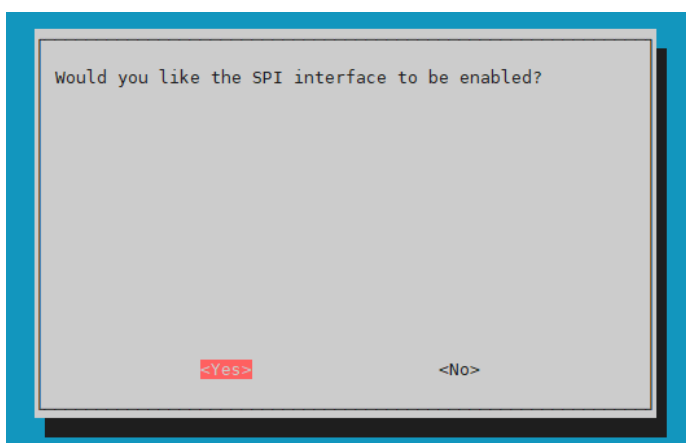 Would you like the SPI interface to be enabled?
<Yes> <No>